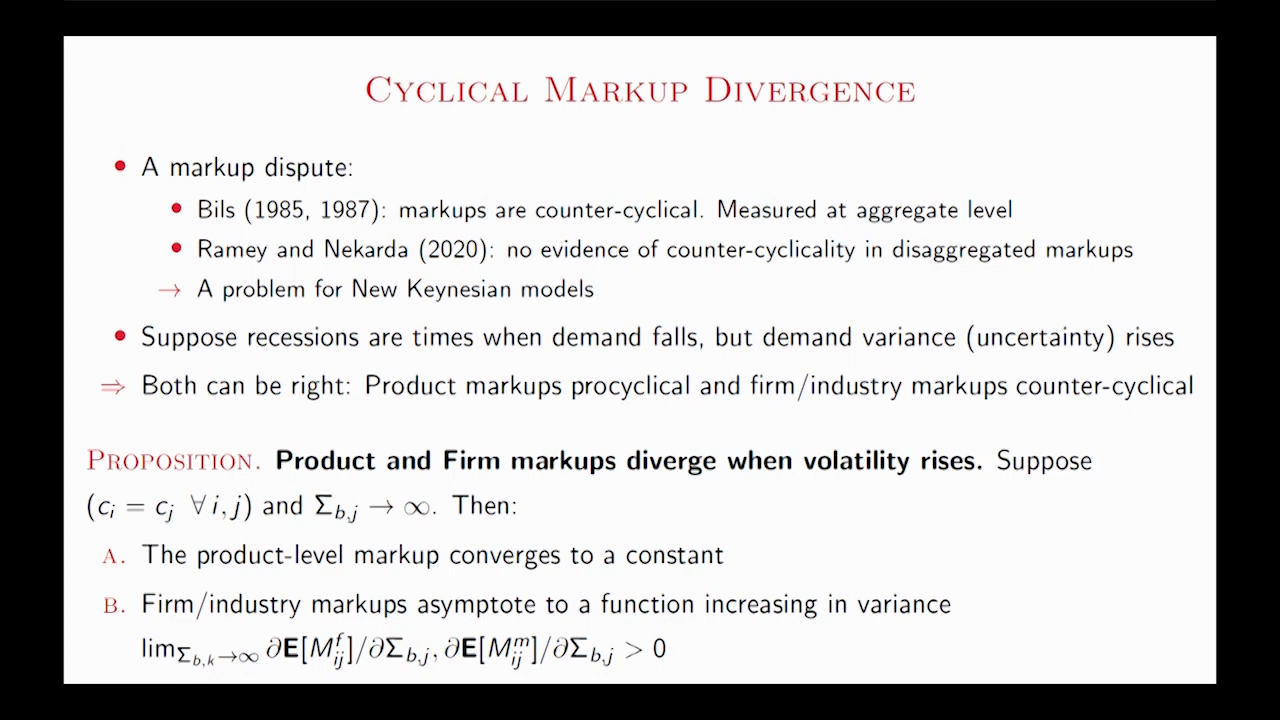 CYCLICAL MARKUP DIVERGENCE
• A markup dispute:
• Bils (1985, 1987): markups are counter-cyclical. Measured at aggregate level
• Ramey and Nekarda (2020): no evidence of counter-cyclicality in disaggregated markups
→ A problem for New Keynesian models
• Suppose recessions are times when demand falls, but demand variance (uncertainty) rises
⇒ Both can be right: Product markups procyclical and firm/industry markups counter-cyclical
PROPOSITION. Product and Firm markups diverge when volatility rises. Suppose
(c_i = c_j ∀ i, j) and Σ_{b,j} → ∞. Then:
A. The product-level markup converges to a constant
B. Firm/industry markups asymptote to a function increasing in variance
lim_{Σ_{b,k}→∞} ∂E[M^f_{ij}]/∂Σ_{b,j}, ∂E[M^m_{ij}]/∂Σ_{b,j} > 0